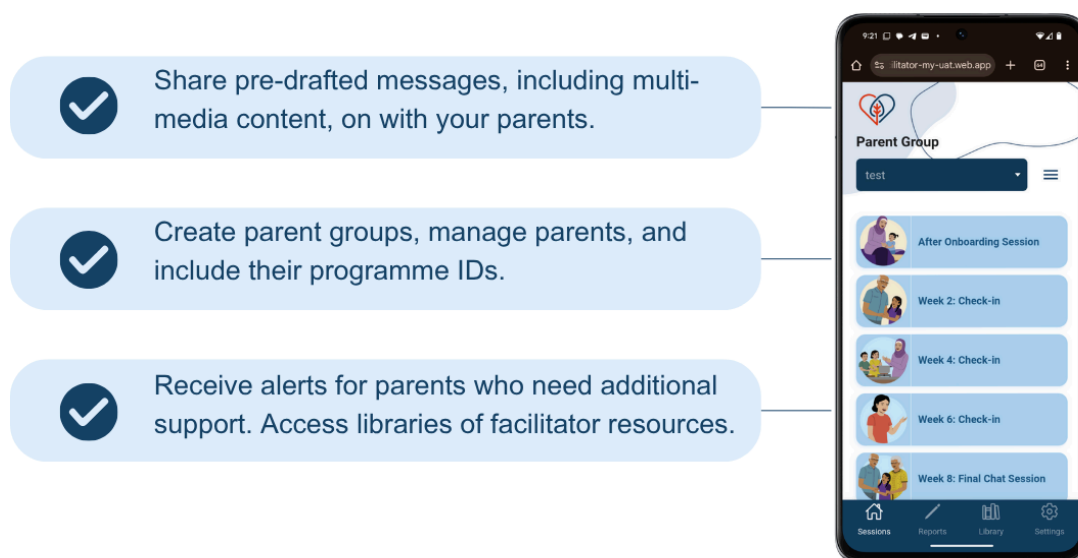 Share pre-drafted messages, including multi-
media content, on with your parents.
Create parent groups, manage parents, and
include their programme IDs.
Receive alerts for parents who need additional
support. Access libraries of facilitator resources.
9:21
ilitator-my-uat.web.app
64
Parent Group
test
After Onboarding Session
Week 2: Check-in
Week 4: Check-in
Week 6: Check-in
Week 8: Final Chat Session
Sessions
Reports
Library
Settings